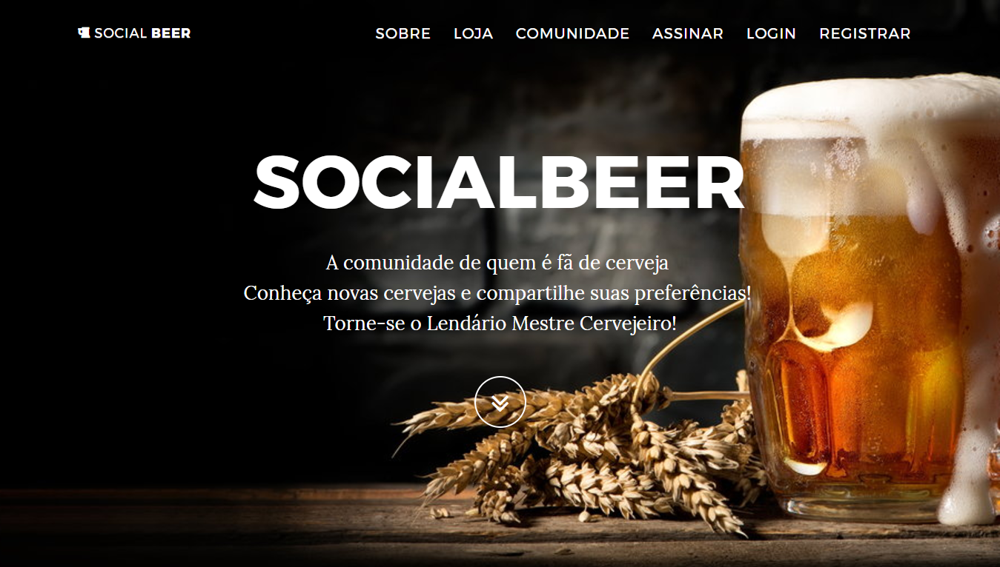 SOCIAL BEER
SOBRE LOJA COMUNIDADE ASSINAR LOGIN REGISTRAR
SOCIALBEER
A comunidade de quem é fã de cerveja
Conheça novas cervejas e compartilhe suas preferências!
Torne-se o Lendário Mestre Cervejeiro!